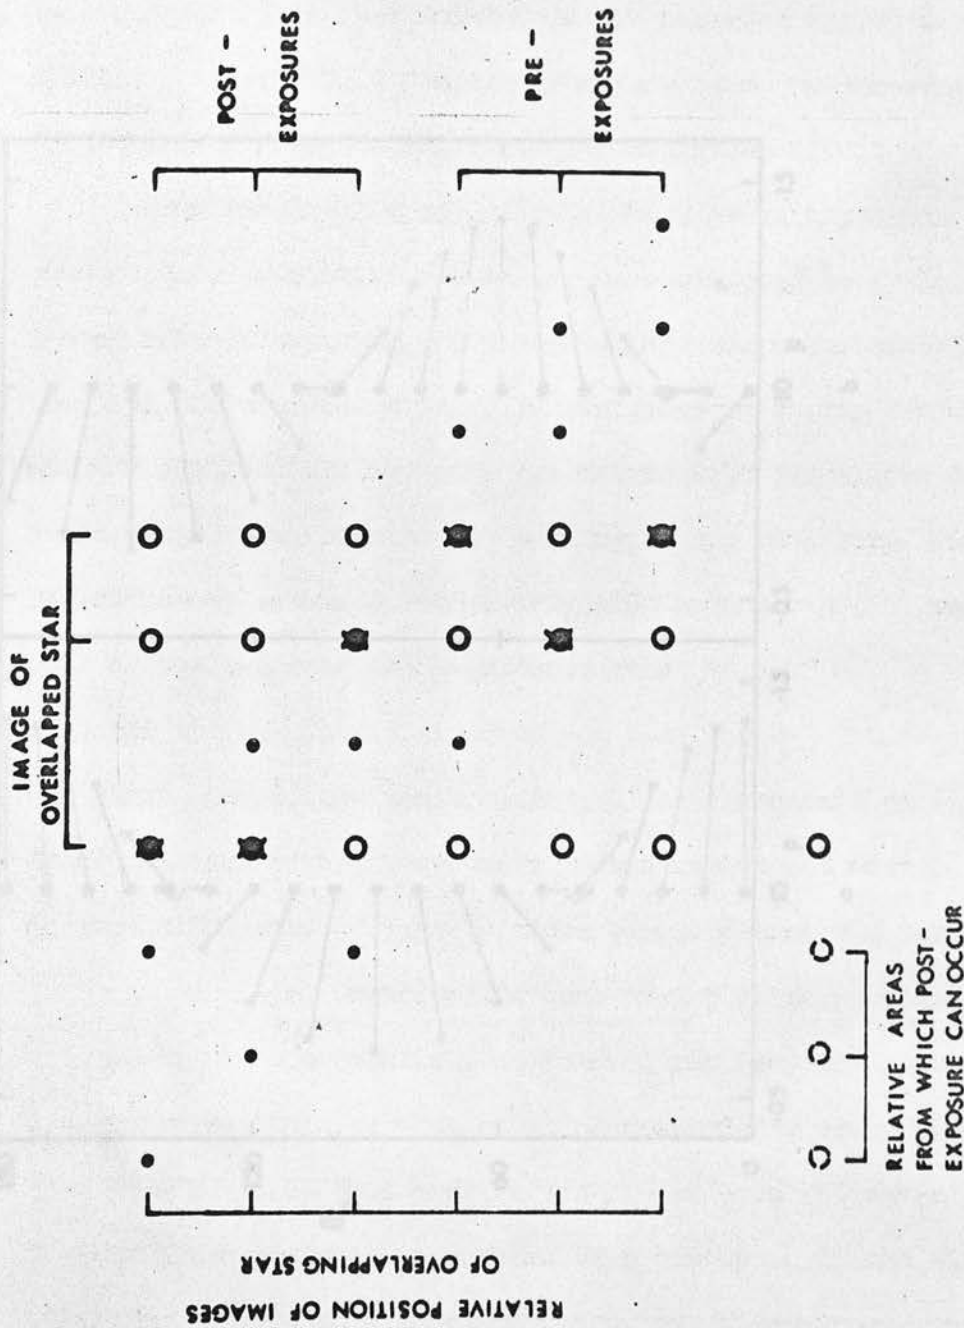 POST -
EXPOSURES
PRE -
EXPOSURES
IMAGE OF
OVERLAPPED STAR
RELATIVE POSITION OF IMAGES
OF OVERLAPPING STAR
RELATIVE AREAS
FROM WHICH POST-
EXPOSURE CAN OCCUR